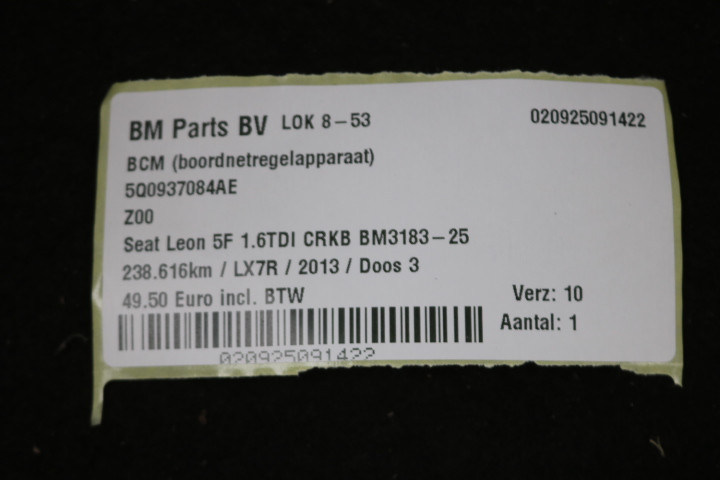 BM Parts BV LOK 8-53 020925091422
BCM (boordnetregelapparaat)
5Q0937084AE
Z00
Seat Leon 5F 1.6TDI CRKB BM3183-25
238.616km / LX7R / 2013 / Doos 3
49.50 Euro incl. BTW Verz: 10
Aantal: 1
020925091422